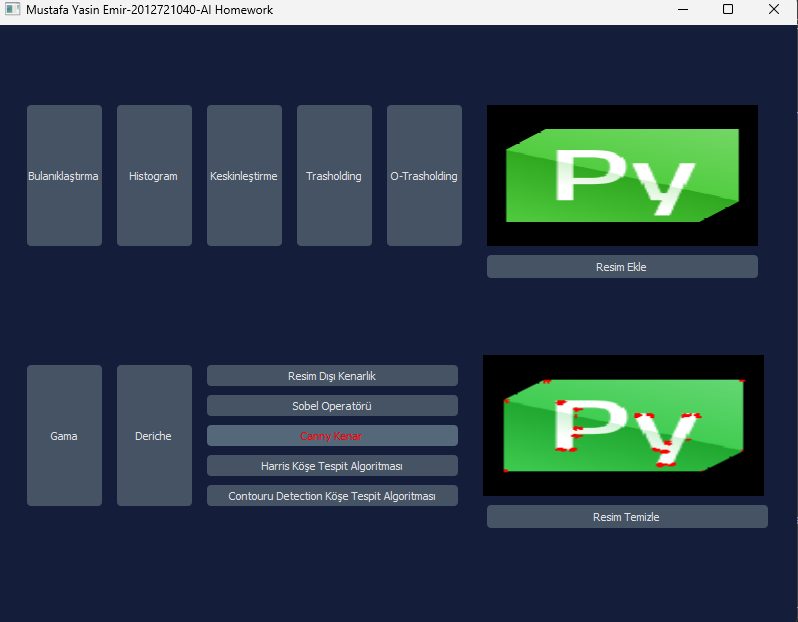 Mustafa Yasin Emir-2012721040-AI Homework
Bulanıklaştırma
Histogram
Keskinleştirme
Trasholding
O-Trasholding
Py
Resim Ekle
Gama
Deriche
Resim Dışı Kenarlık
Sobel Operatörü
Canny Kenar
Harris Köşe Tespit Algoritması
Contouru Detection Köşe Tespit Algoritması
Py
Resim Temizle